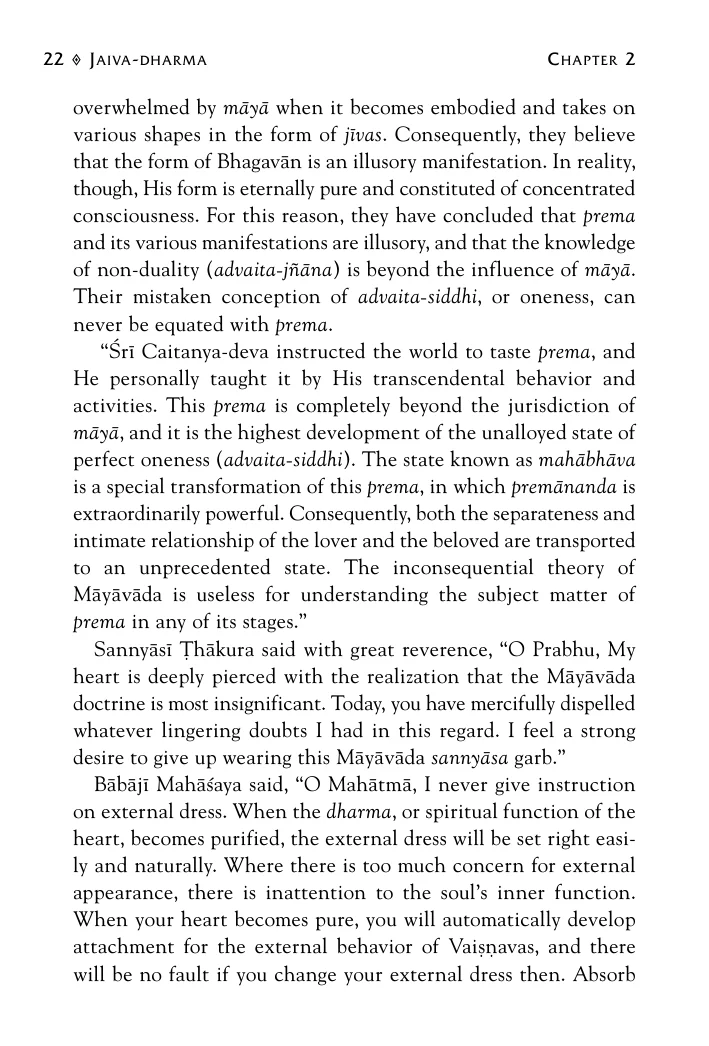 22 ◈ Jaiva-dharma Chapter 2
overwhelmed by māyā when it becomes embodied and takes on
various shapes in the form of jīvas. Consequently, they believe
that the form of Bhagavān is an illusory manifestation. In reality,
though, His form is eternally pure and constituted of concentrated
consciousness. For this reason, they have concluded that prema
and its various manifestations are illusory, and that the knowledge
of non-duality (advaita-jñāna) is beyond the influence of māyā.
Their mistaken conception of advaita-siddhi, or oneness, can
never be equated with prema.
“Śrī Caitanya-deva instructed the world to taste prema, and
He personally taught it by His transcendental behavior and
activities. This prema is completely beyond the jurisdiction of
māyā, and it is the highest development of the unalloyed state of
perfect oneness (advaita-siddhi). The state known as mahābhāva
is a special transformation of this prema, in which premānanda is
extraordinarily powerful. Consequently, both the separateness and
intimate relationship of the lover and the beloved are transported
to an unprecedented state. The inconsequential theory of
Māyāvāda is useless for understanding the subject matter of
prema in any of its stages.”
Sannyāsī Ṭhākura said with great reverence, “O Prabhu, My
heart is deeply pierced with the realization that the Māyāvāda
doctrine is most insignificant. Today, you have mercifully dispelled
whatever lingering doubts I had in this regard. I feel a strong
desire to give up wearing this Māyāvāda sannyāsa garb.”
Bābājī Mahāśaya said, “O Mahātmā, I never give instruction
on external dress. When the dharma, or spiritual function of the
heart, becomes purified, the external dress will be set right easi-
ly and naturally. Where there is too much concern for external
appearance, there is inattention to the soul’s inner function.
When your heart becomes pure, you will automatically develop
attachment for the external behavior of Vaiṣṇavas, and there
will be no fault if you change your external dress then. Absorb